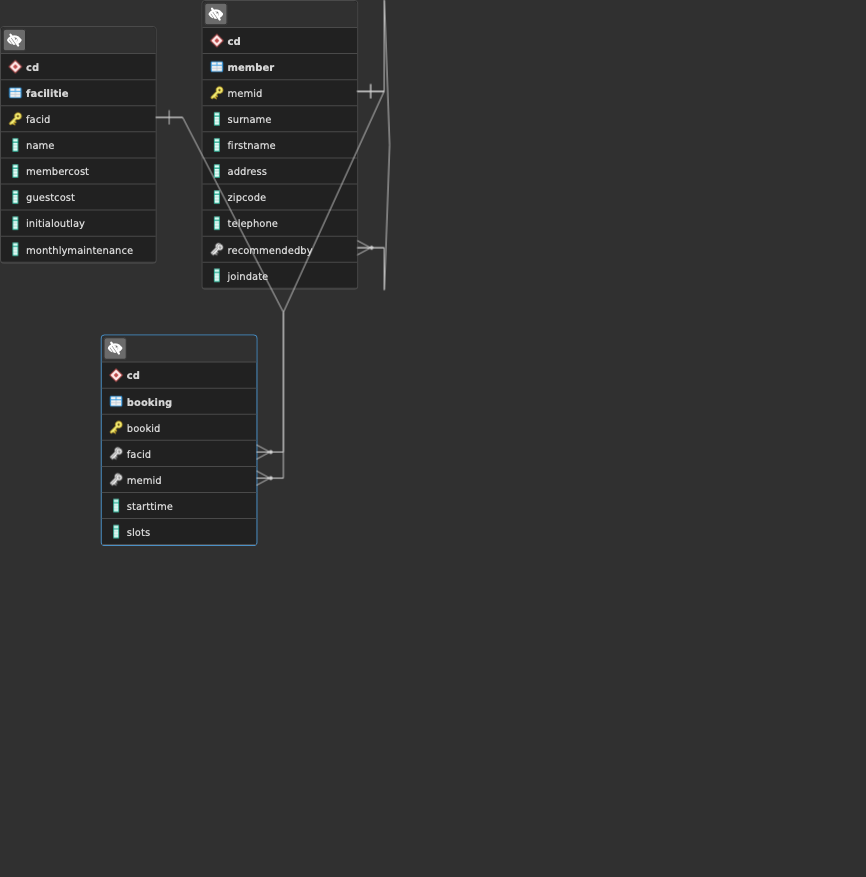 cd
facilitie
facid
name
membercost
guestcost
initialoutlay
monthlymaintenance
cd
member
memid
surname
firstname
address
zipcode
telephone
recommendedby
joindate
cd
booking
bookid
facid
memid
starttime
slots